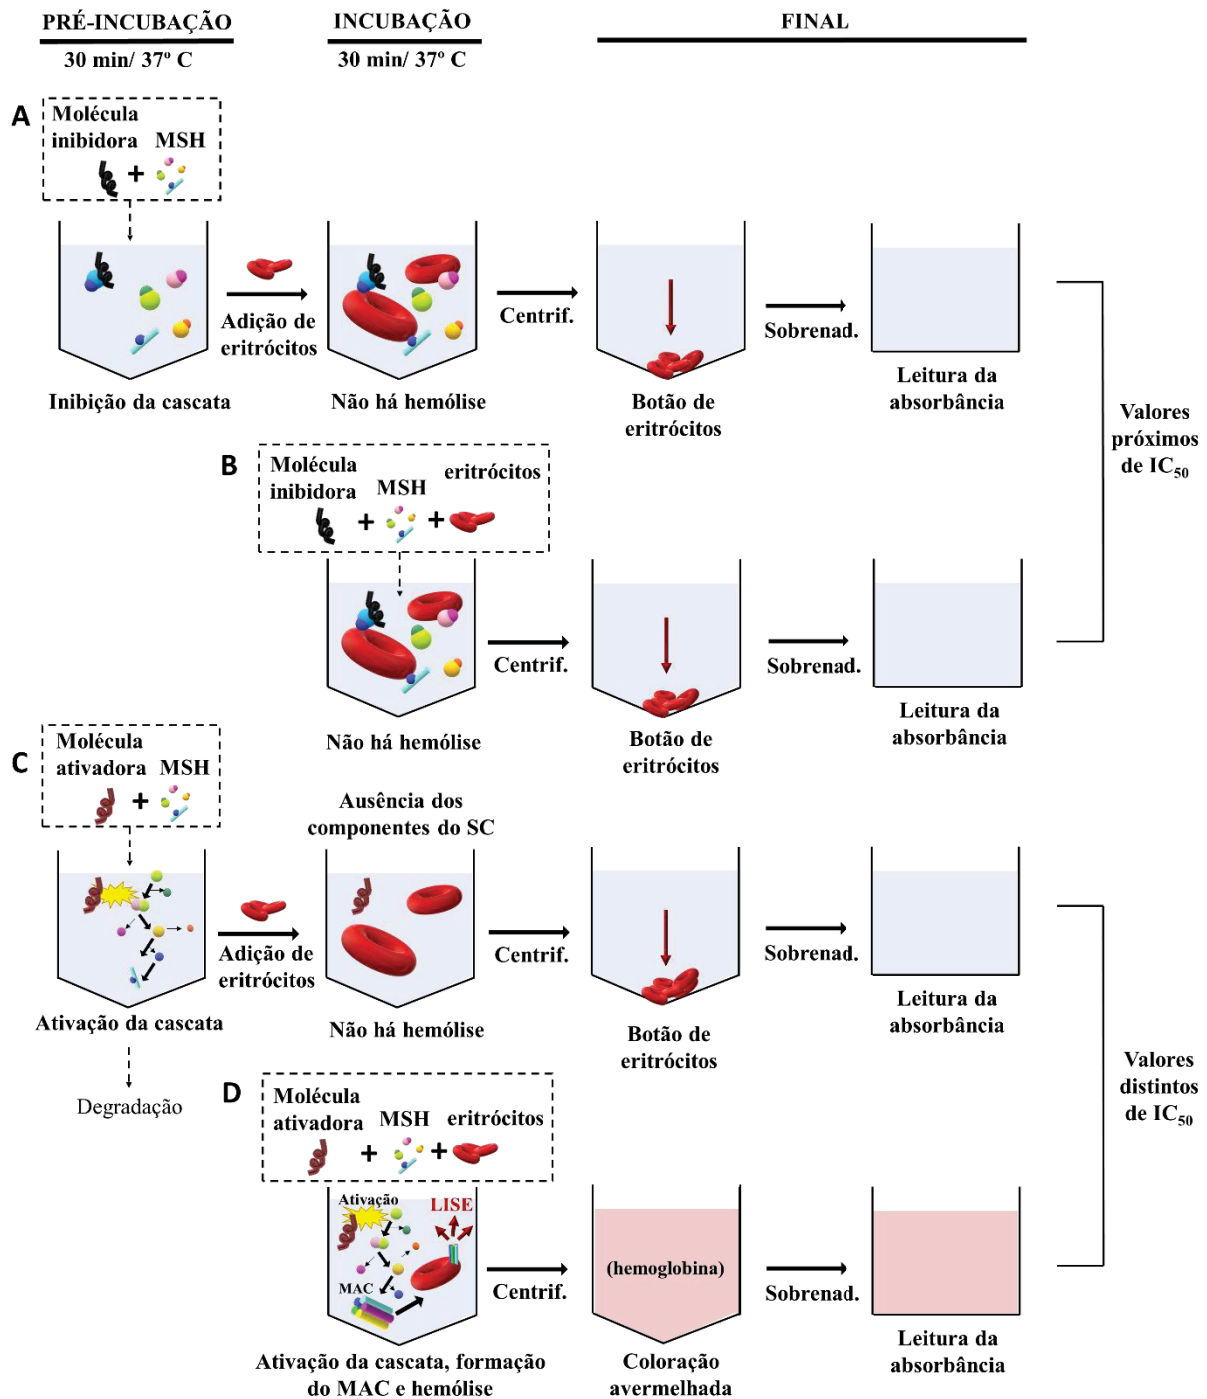 PRÉ-INCUBAÇÃO
30 min/ 37º C
INCUBAÇÃO
30 min/ 37º C
FINAL
A
Molécula
inibidora
MSH
+
Adição de
eritrócitos
Centrif.
Sobrenad.
Inibição da cascata
Não há hemólise
Botão de
eritrócitos
Leitura da
absorbância
Valores
próximos
de IC₅₀
B
Molécula
inibidora
MSH
eritrócitos
+
+
Centrif.
Sobrenad.
Não há hemólise
Botão de
eritrócitos
Leitura da
absorbância
C
Molécula
ativadora
MSH
+
Ausência dos
componentes do SC
Adição de
eritrócitos
Centrif.
Sobrenad.
Ativação da cascata
Não há hemólise
Botão de
eritrócitos
Leitura da
absorbância
Degradação
Valores
distintos
de IC₅₀
D
Molécula
ativadora
MSH
eritrócitos
+
+
Ativação
LISE
MAC
Centrif.
(hemoglobina)
Sobrenad.
Ativação da cascata, formação
do MAC e hemólise
Coloração
avermelhada
Leitura da
absorbância